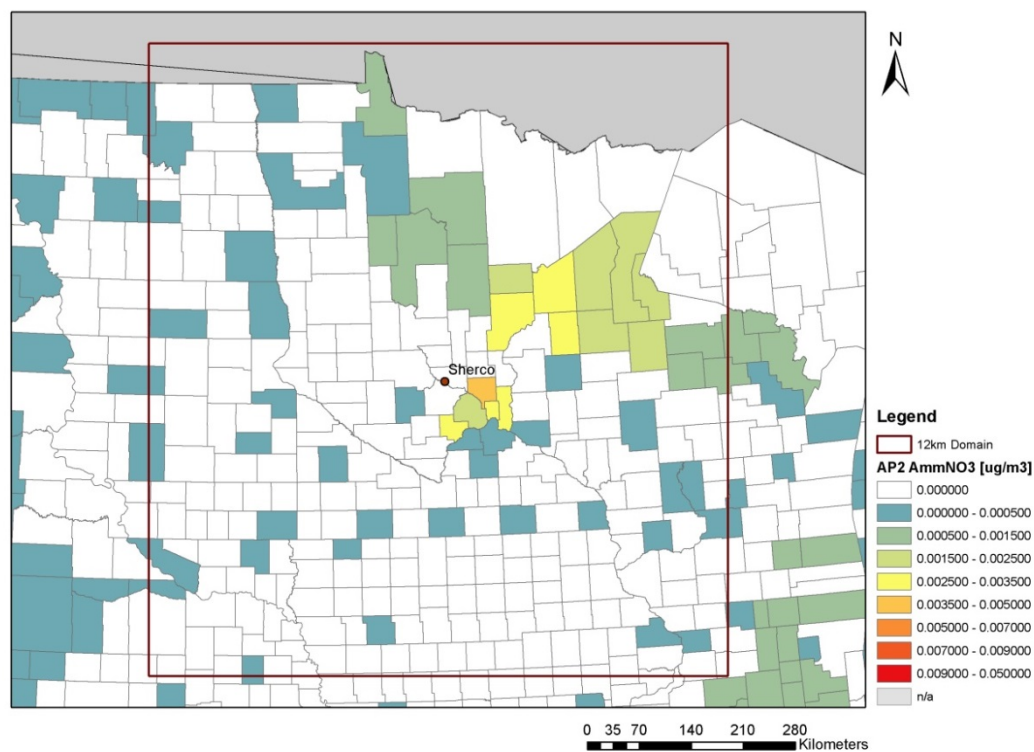 N
Sherco
Legend
12km Domain
AP2 AmmNO3 [ug/m3]
0.000000
0.000000 - 0.000500
0.000500 - 0.001500
0.001500 - 0.002500
0.002500 - 0.003500
0.003500 - 0.005000
0.005000 - 0.007000
0.007000 - 0.009000
0.009000 - 0.050000
n/a
0 35 70 140 210 280
Kilometers